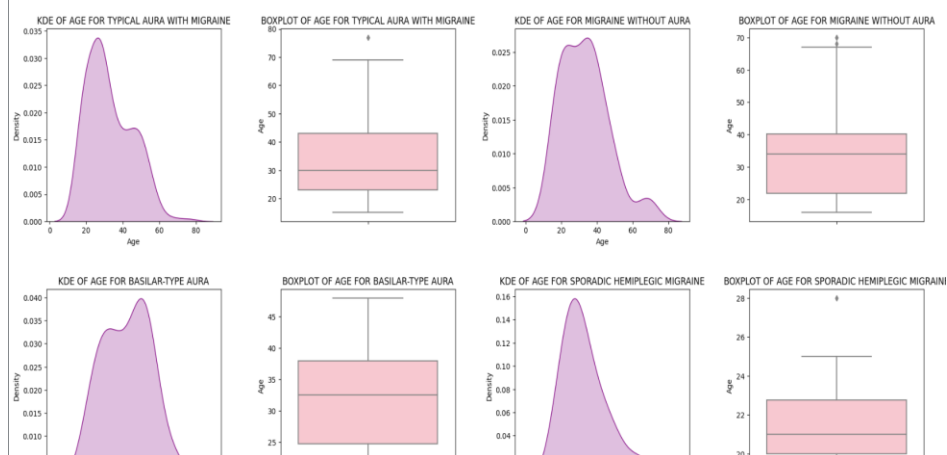 KDE OF AGE FOR TYPICAL AURA WITH MIGRAINE
0.035
0.030
0.025
0.020
0.015
0.010
0.005
0.000
Density
0 20 40 60 80
Age
BOXPLOT OF AGE FOR TYPICAL AURA WITH MIGRAINE
80
70
60
50
40
30
20
Age
KDE OF AGE FOR MIGRAINE WITHOUT AURA
0.025
0.020
0.015
0.010
0.005
0.000
Density
0 20 40 60 80
Age
BOXPLOT OF AGE FOR MIGRAINE WITHOUT AURA
70
60
50
40
30
20
Age
KDE OF AGE FOR BASILAR-TYPE AURA
0.040
0.035
0.030
0.025
0.020
0.015
0.010
Density
BOXPLOT OF AGE FOR BASILAR-TYPE AURA
45
40
35
30
25
Age
KDE OF AGE FOR SPORADIC HEMIPLEGIC MIGRAINE
0.16
0.14
0.12
0.10
0.08
0.06
0.04
Density
BOXPLOT OF AGE FOR SPORADIC HEMIPLEGIC MIGRAINE
28
26
24
22
20
Age